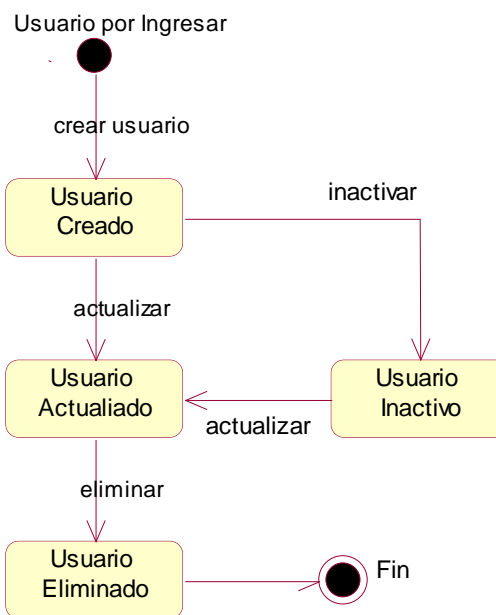 Usuario por Ingresar
crear usuario
Usuario
Creado
inactivar
actualizar
Usuario
Actualiado
Usuario
Inactivo
actualizar
eliminar
Usuario
Eliminado
Fin